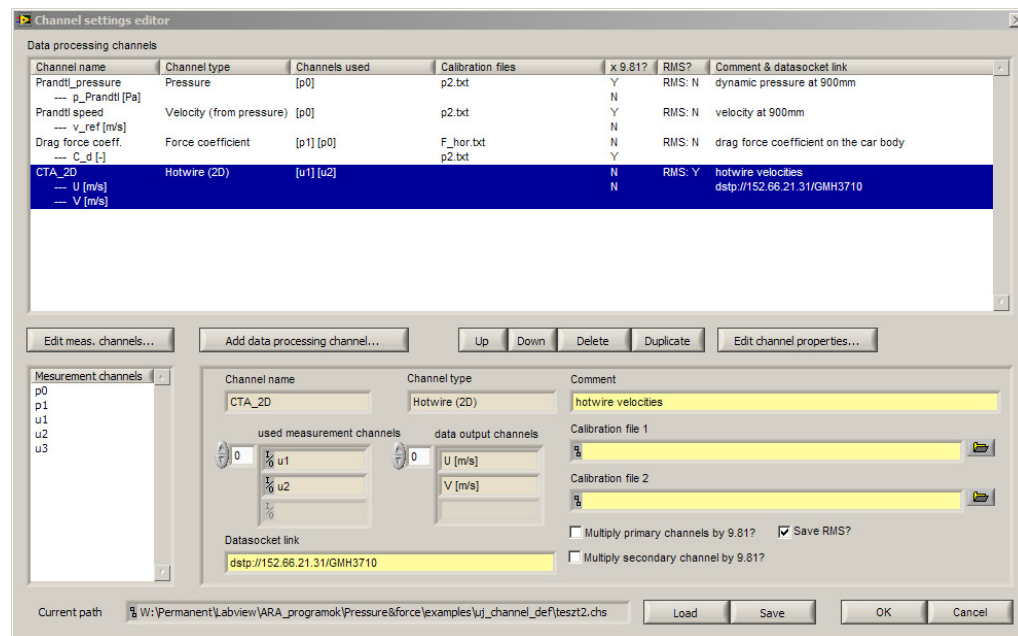 Channel settings editor
Data processing channels
Channel name Channel type Channels used Calibration files x 9.81? RMS? Comment & datasocket link
Prandtl_pressure Pressure [p0] p2.txt Y RMS: N dynamic pressure at 900mm
--- p_Prandtl [Pa] N
Prandtl speed Velocity (from pressure) [p0] p2.txt Y RMS: N velocity at 900mm
--- v_ref [m/s] N
Drag force coeff. Force coefficient [p1] [p0] F_hor.txt N RMS: N drag force coefficient on the car body
--- C_d [-] p2.txt Y
CTA_2D Hotwire (2D) [u1] [u2] N RMS: Y hotwire velocities
--- U [m/s] N dstp://152.66.21.31/GMH3710
--- V [m/s]
Edit meas. channels... Add data processing channel... Up Down Delete Duplicate Edit channel properties...
Mesurement channels
p0
p1
u1
u2
u3
Channel name Channel type Comment
CTA_2D Hotwire (2D) hotwire velocities
used measurement channels data output channels Calibration file 1
0 u1 0 U [m/s]
u2 V [m/s]
Calibration file 2
Multiply primary channels by 9.81? Save RMS?
Datasocket link
Multiply secondary channel by 9.81?
dstp://152.66.21.31/GMH3710
Current path W:\Permanent\Labview\ARA_programok\Pressure&force\examples\uj_channel_def\teszt2.chs Load Save OK Cancel